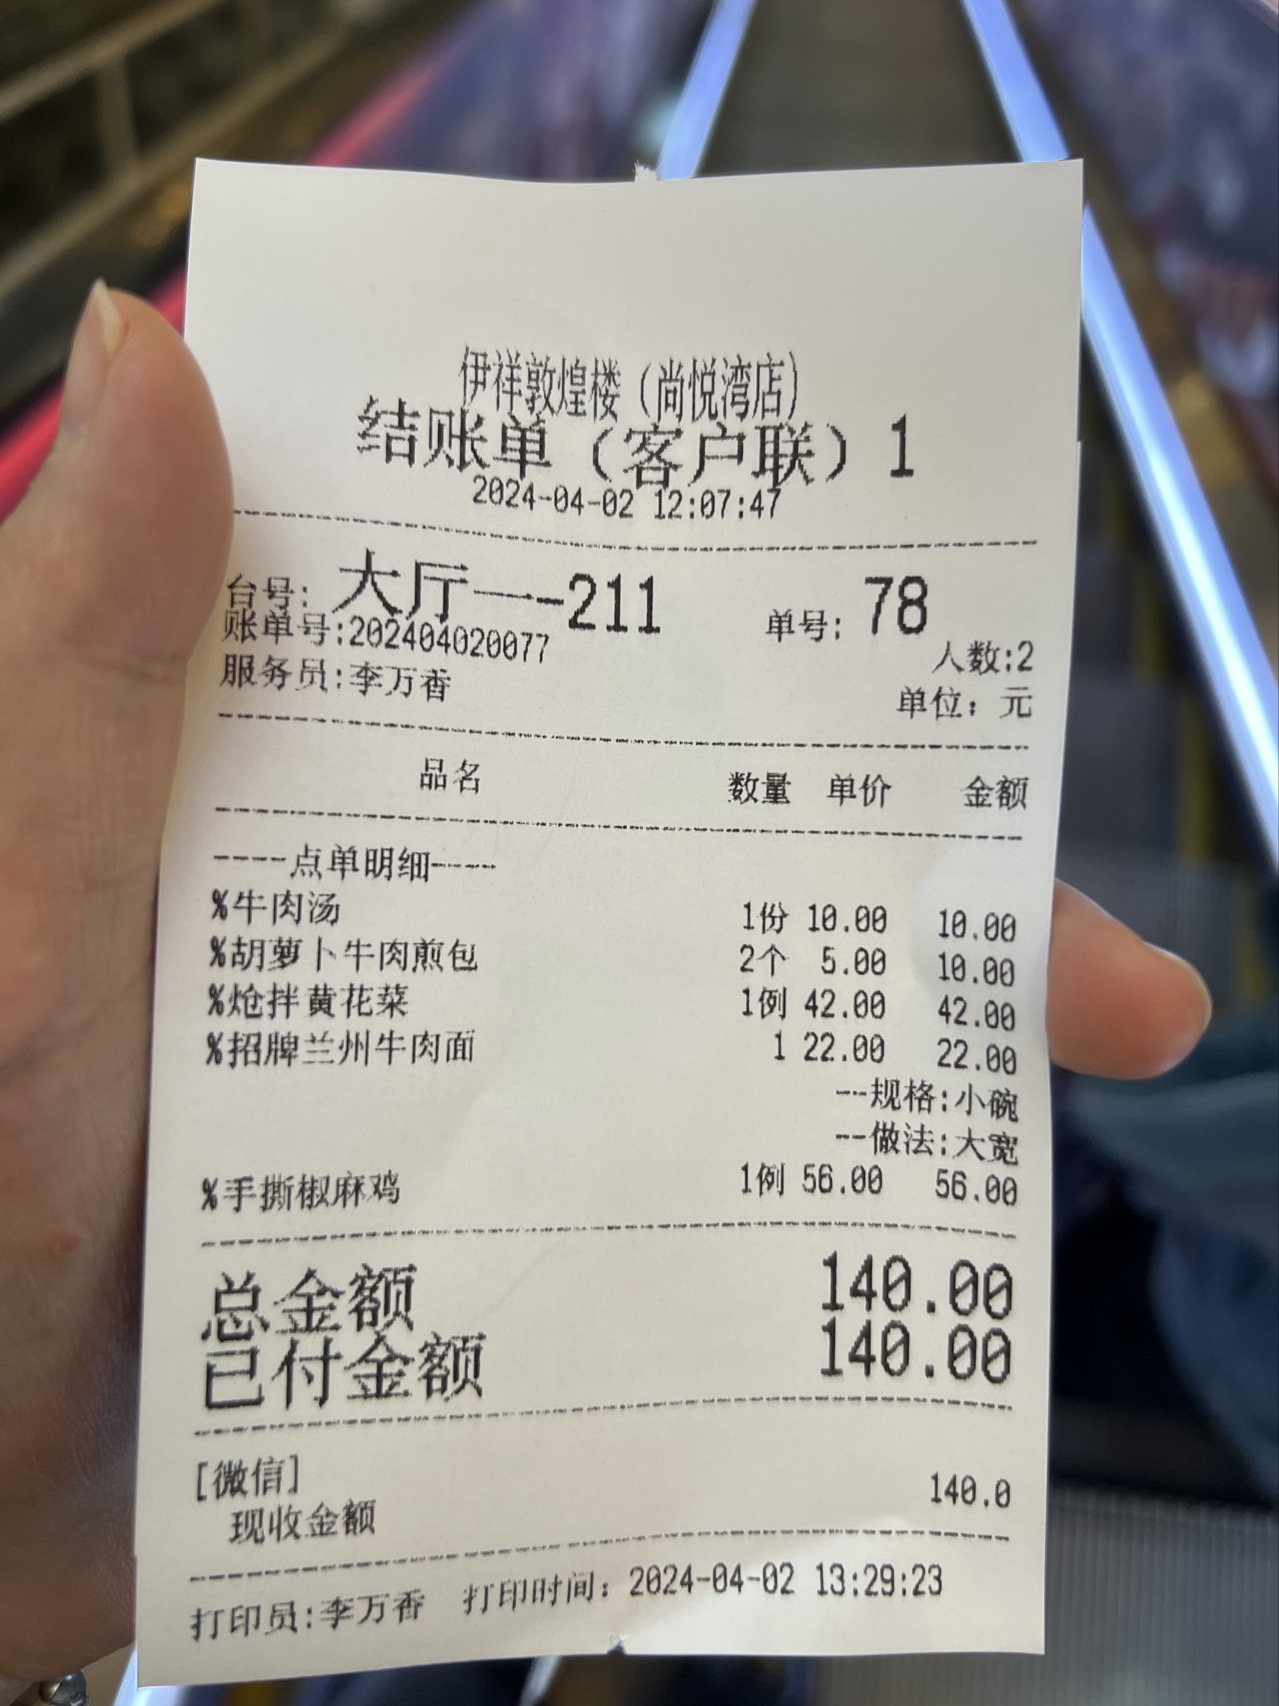 伊祥敦煌楼（尚悦湾店）
结账单（客户联）1
2024-04-02 12:07:47
台号：大厅一-211 单号：78
账单号:202404020077 人数:2
服务员:李万香 单位：元
品名 数量 单价 金额
----点单明细----
%牛肉汤 1份 10.00 10.00
%胡萝卜牛肉煎包 2个 5.00 10.00
%炝拌黄花菜 1例 42.00 42.00
%招牌兰州牛肉面 1 22.00 22.00
--规格:小碗
--做法:大宽
%手撕椒麻鸡 1例 56.00 56.00
总金额 140.00
已付金额 140.00
[微信]
现收金额 140.0
打印员:李万香 打印时间：2024-04-02 13:29:23